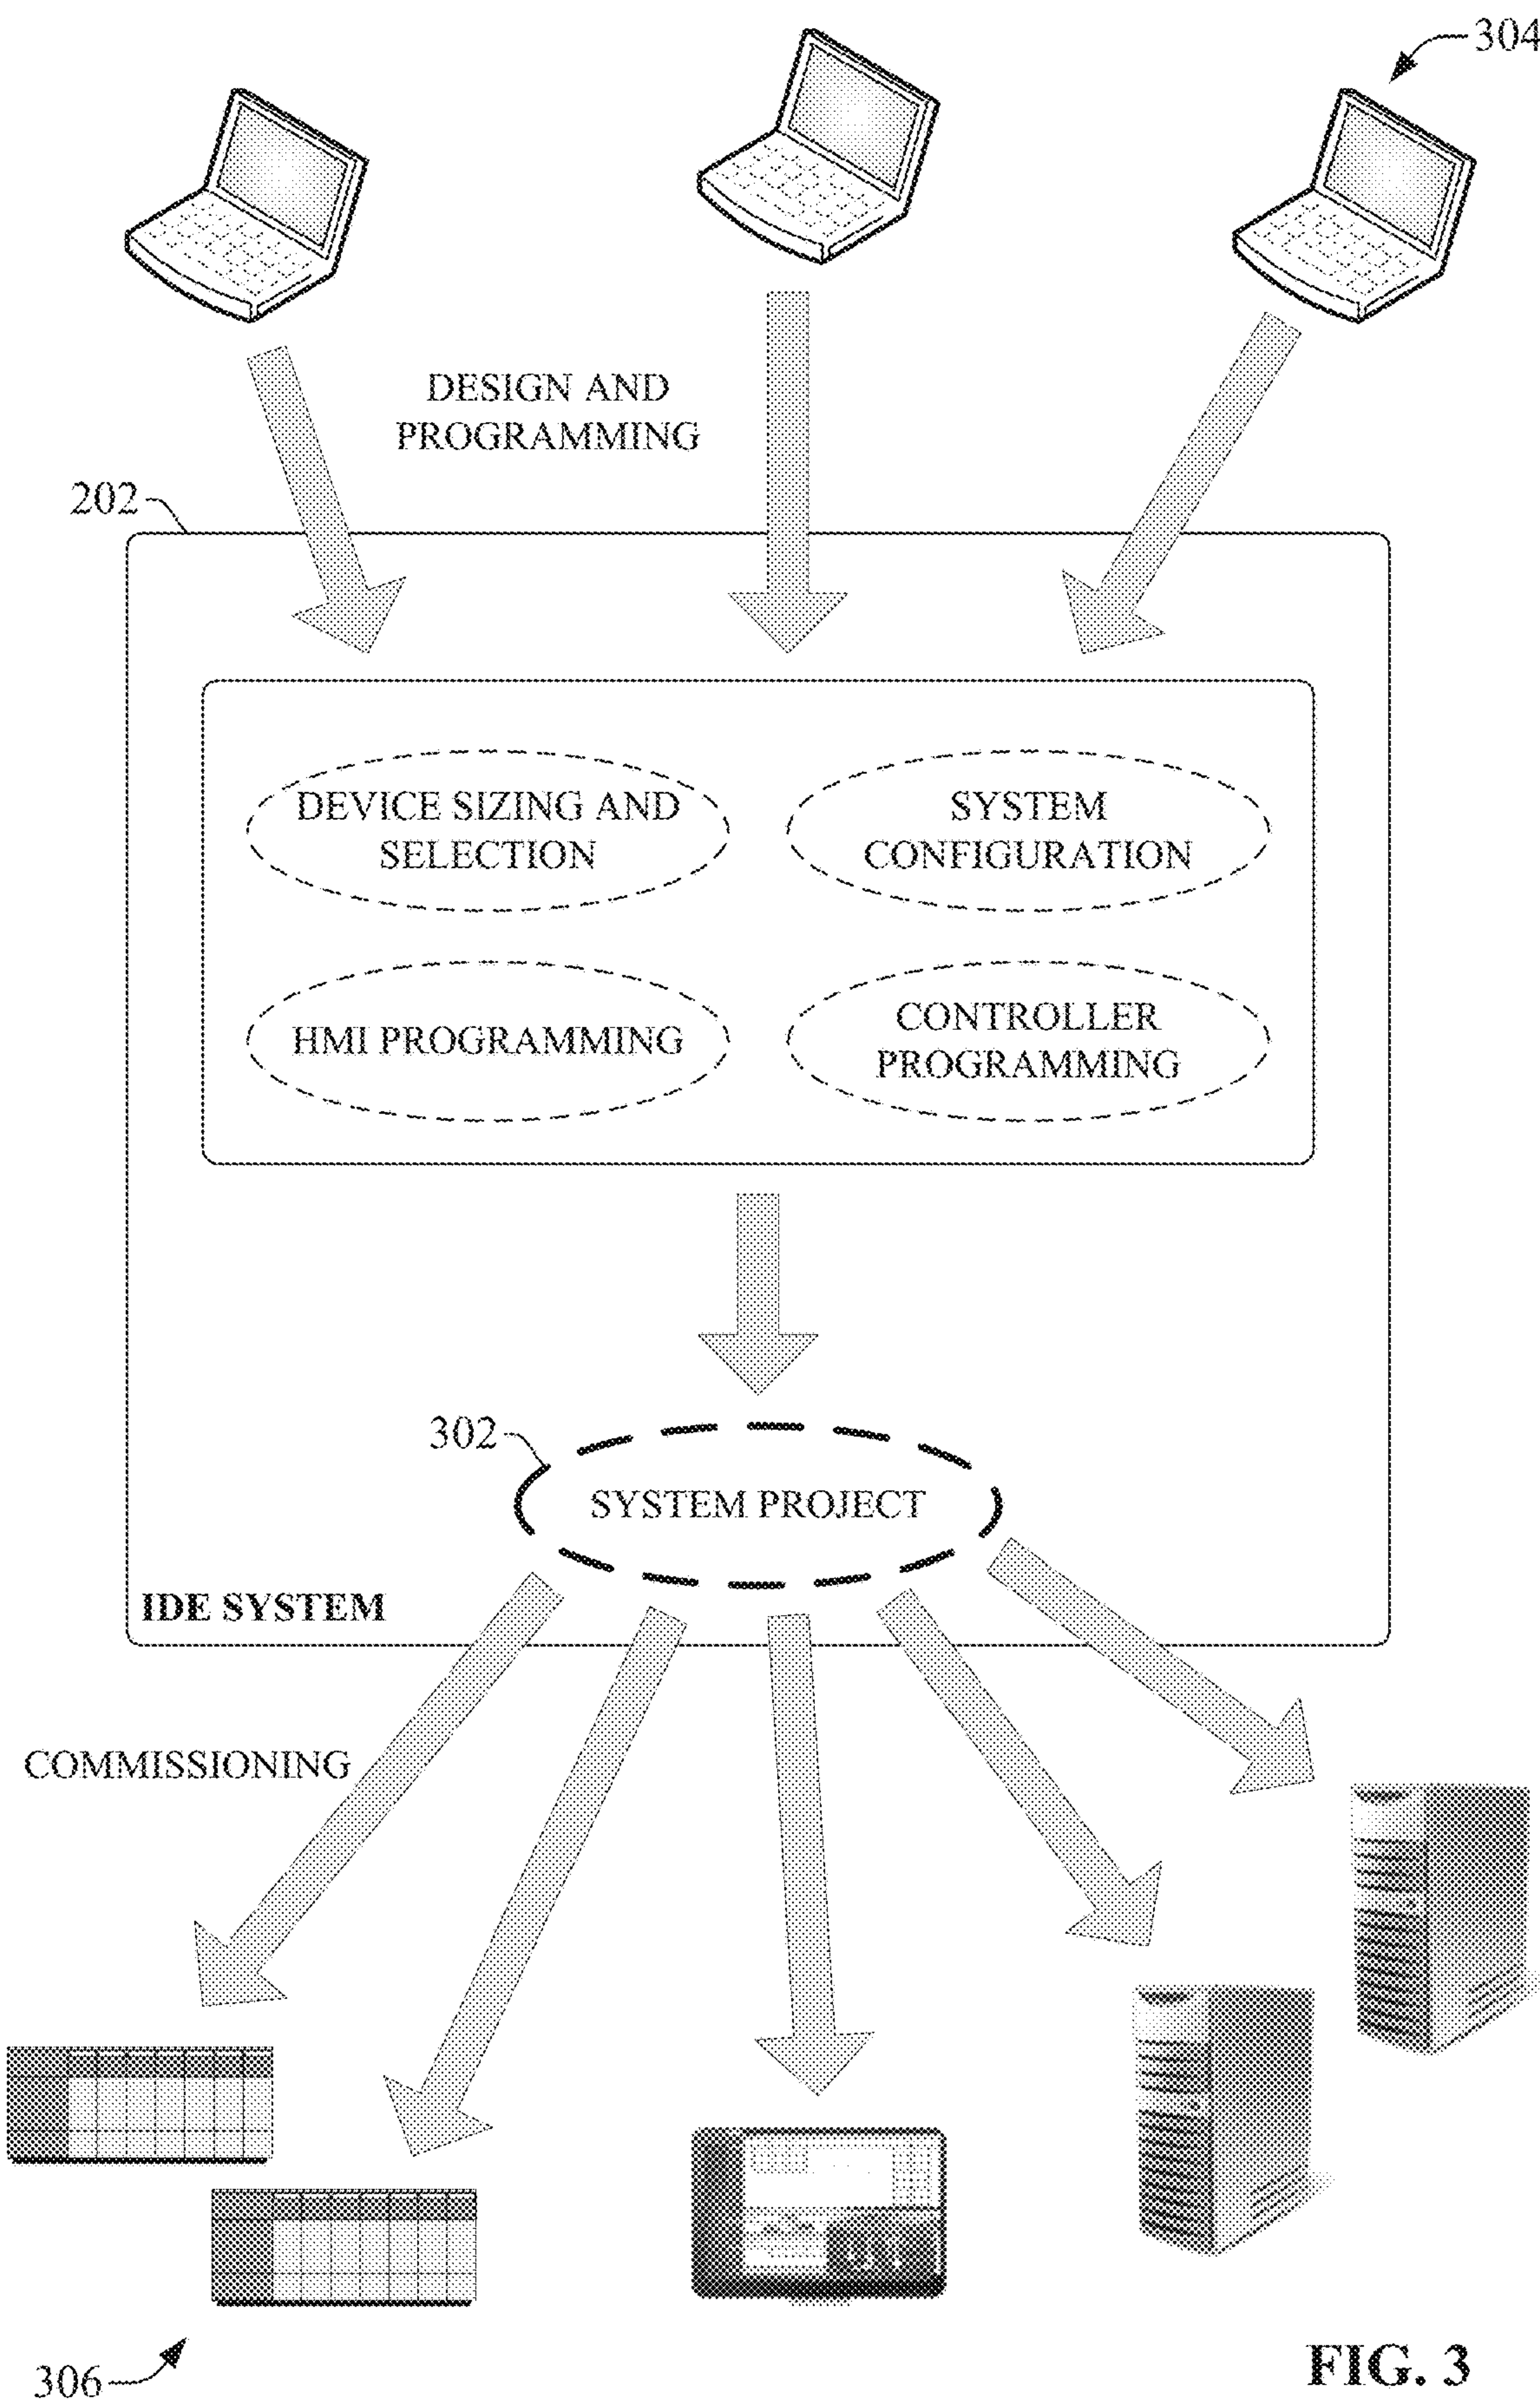 304
DESIGN AND
PROGRAMMING
202
DEVICE SIZING AND
SELECTION
SYSTEM
CONFIGURATION
HMI PROGRAMMING
CONTROLLER
PROGRAMMING
302
SYSTEM PROJECT
IDE SYSTEM
COMMISSIONING
306
FIG. 3